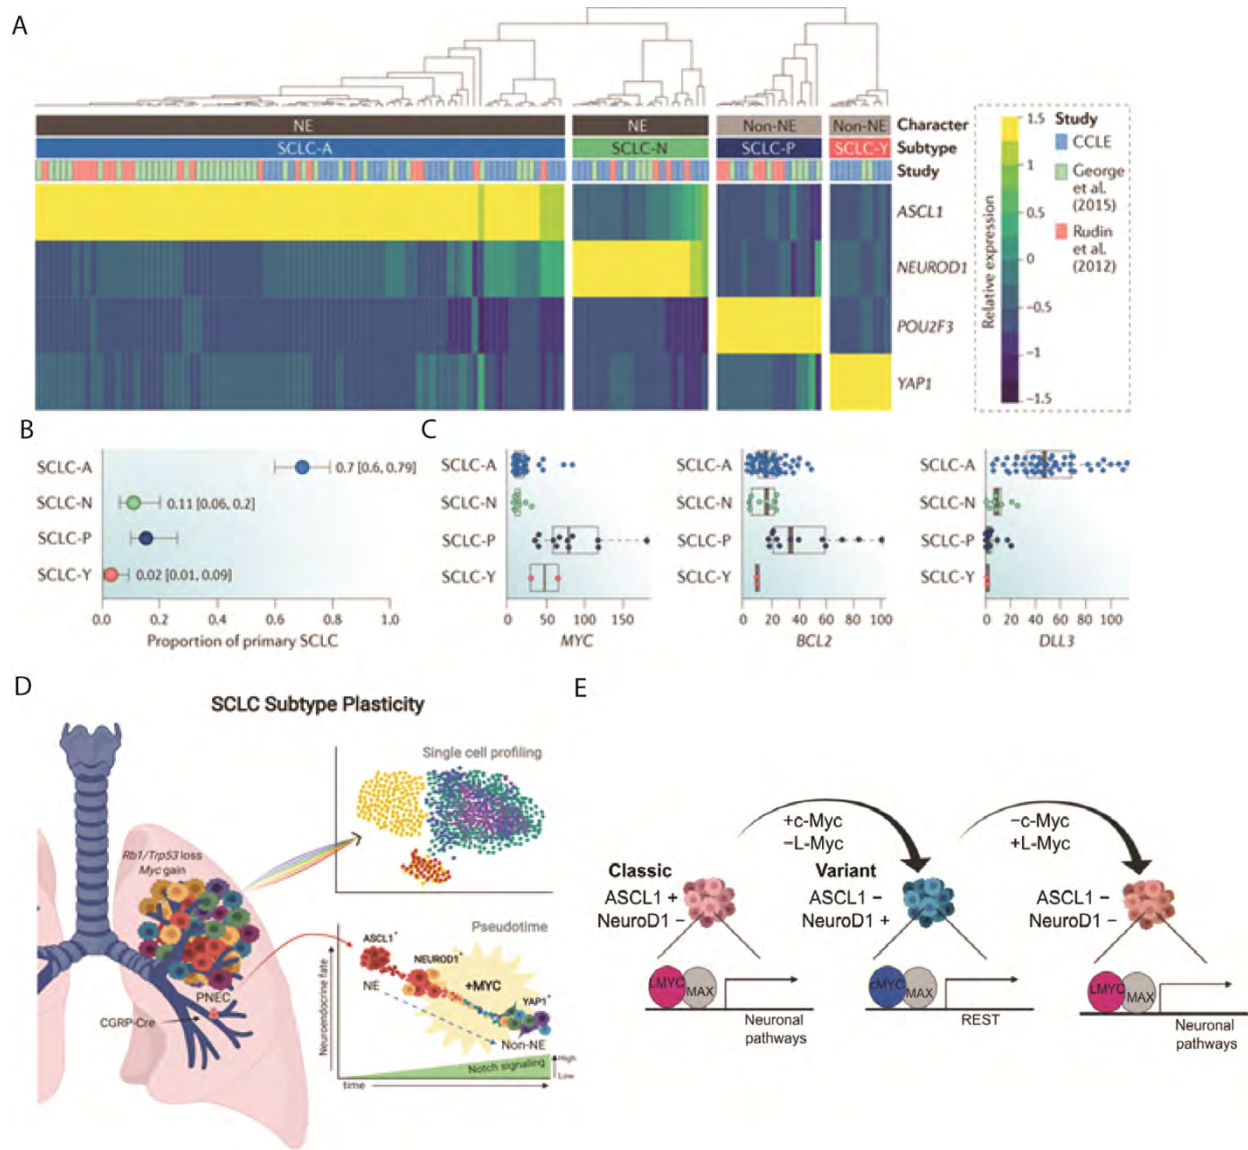 A
NE NE Non-NE Non-NE Character
SCLC-A SCLC-N SCLC-P SCLC-Y Subtype
Study
ASCL1
NEUROD1
POU2F3
YAP1
Relative expression
1.5
1
0.5
0
−0.5
−1
−1.5
Study
CCLE
George
et al.
(2015)
Rudin
et al.
(2012)
B
SCLC-A 0.7 [0.6, 0.79]
SCLC-N 0.11 [0.06, 0.2]
SCLC-P
SCLC-Y 0.02 [0.01, 0.09]
0.0 0.2 0.4 0.6 0.8 1.0
Proportion of primary SCLC
C
SCLC-A
SCLC-N
SCLC-P
SCLC-Y
0 50 100 150
MYC
SCLC-A
SCLC-N
SCLC-P
SCLC-Y
0 20 40 60 80 100
BCL2
SCLC-A
SCLC-N
SCLC-P
SCLC-Y
0 20 40 60 80 100
DLL3
D
SCLC Subtype Plasticity
Single cell profiling
Rb1/Trp53 loss
Myc gain
PNEC
CGRP-Cre
Pseudotime
Neuroendocrine fate
ASCL1+
NE
NEUROD1+
+MYC
YAP1+
Non-NE
Notch signalling
High
Low
time
E
+c-Myc
−L-Myc
−c-Myc
+L-Myc
Classic
ASCL1 +
NeuroD1 −
Variant
ASCL1 −
NeuroD1 +
ASCL1 −
NeuroD1 −
LMYC MAX
Neuronal
pathways
cMYC MAX
REST
LMYC MAX
Neuronal
pathways